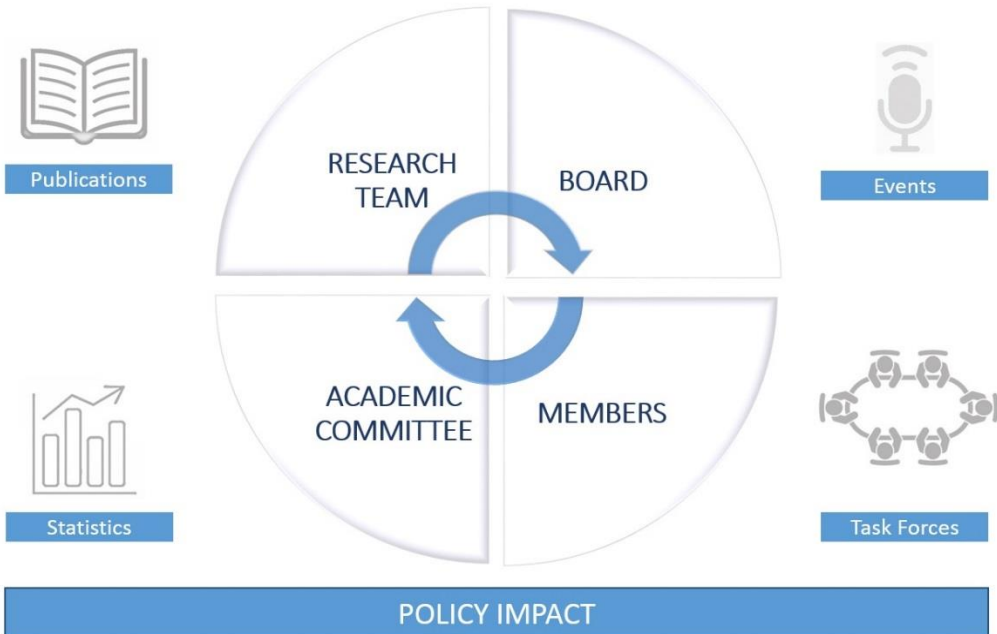 Publications
RESEARCH
TEAM
BOARD
Events
Statistics
ACADEMIC
COMMITTEE
MEMBERS
Task Forces
POLICY IMPACT